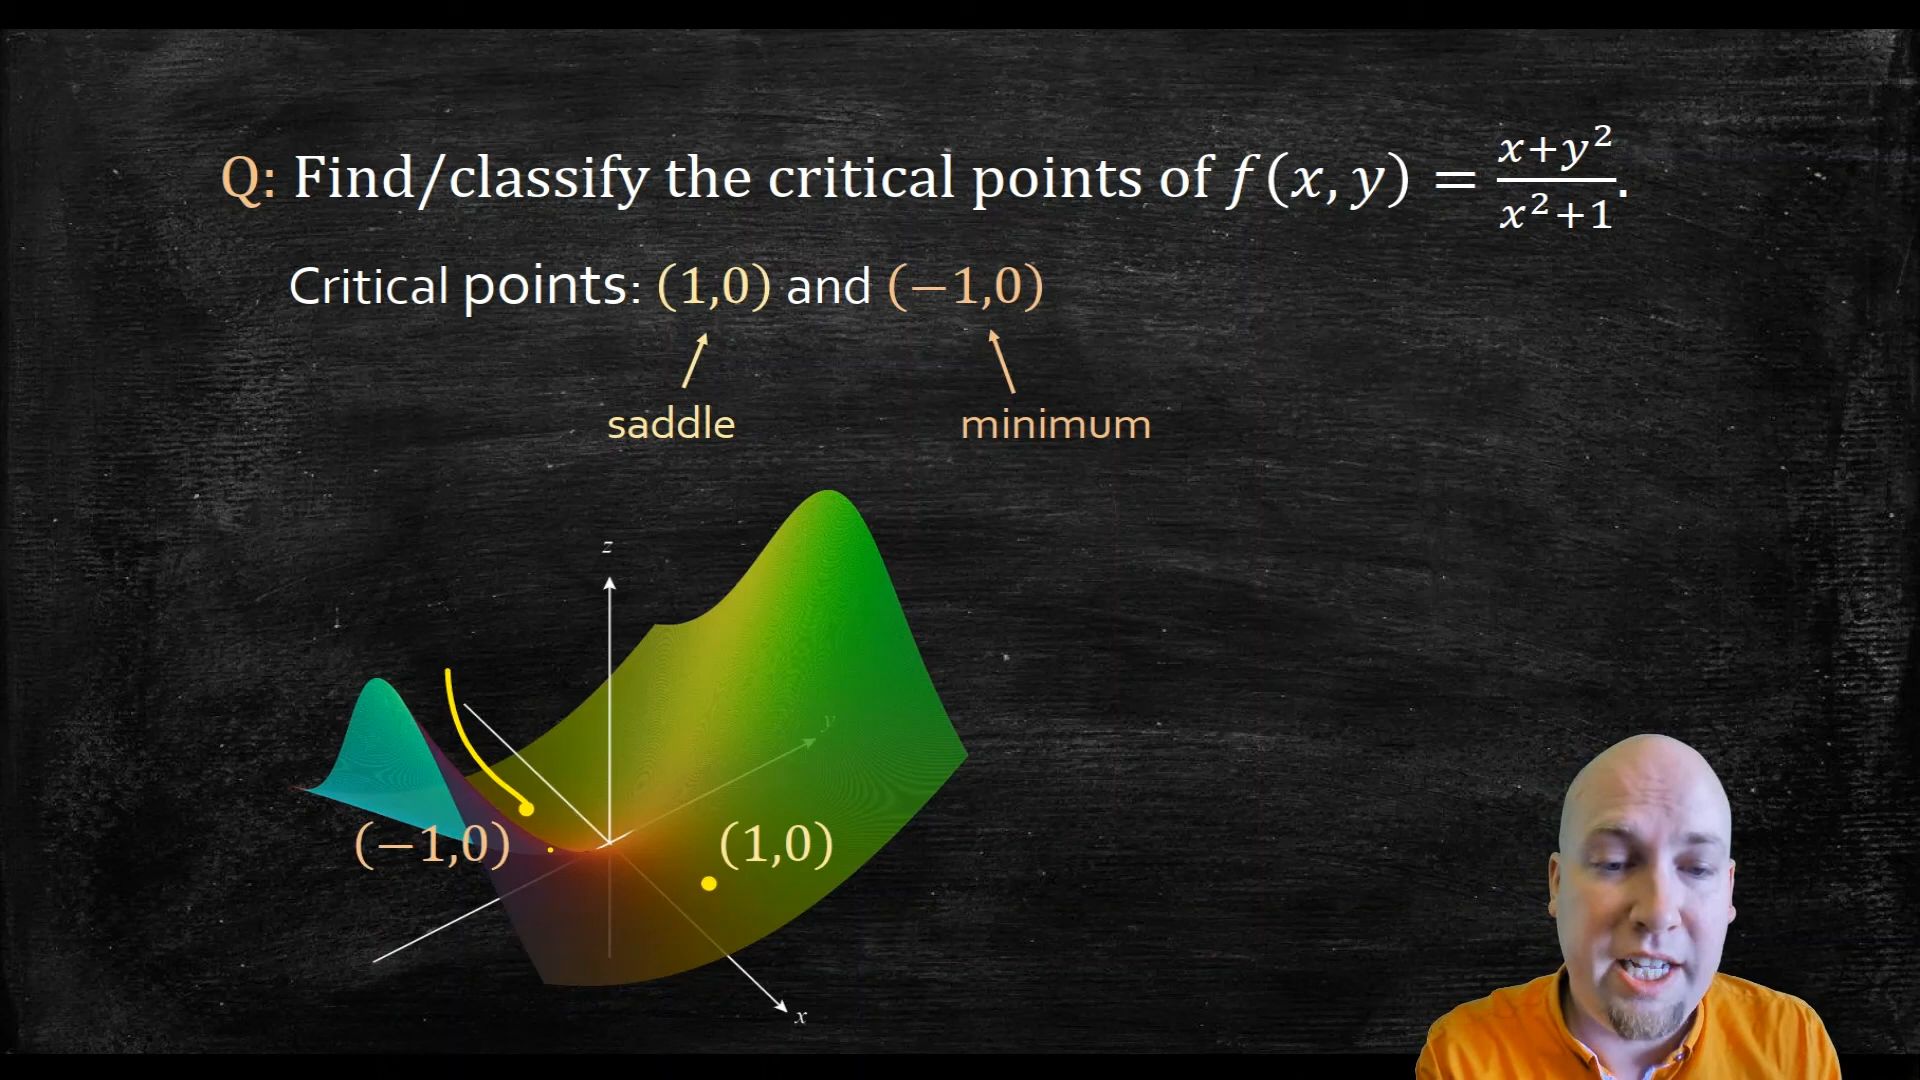 Q: Find/classify the critical points of f(x, y) = (x+y²)/(x²+1).
Critical points: (1,0) and (−1,0)
saddle minimum
z
y
(−1,0) (1,0)
x